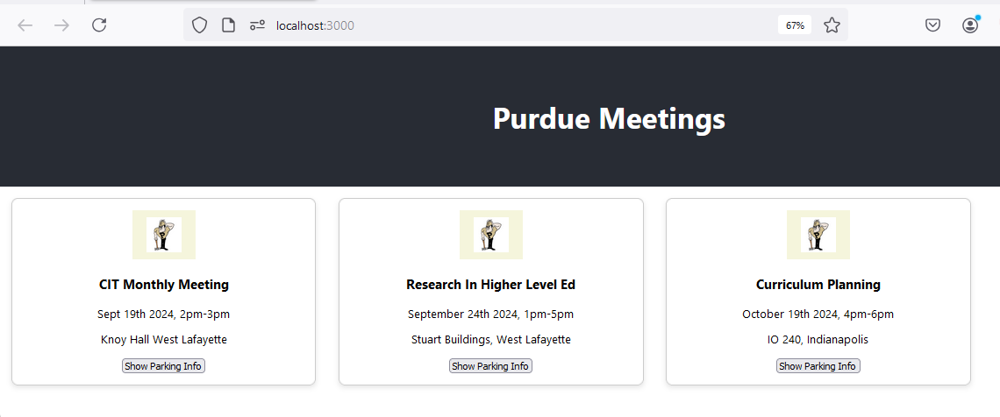 localhost:3000
67%
Purdue Meetings
CIT Monthly Meeting
Sept 19th 2024, 2pm-3pm
Knoy Hall West Lafayette
Show Parking Info
Research In Higher Level Ed
September 24th 2024, 1pm-5pm
Stuart Buildings, West Lafayette
Show Parking Info
Curriculum Planning
October 19th 2024, 4pm-6pm
IO 240, Indianapolis
Show Parking Info